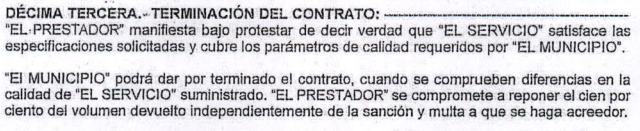 DÉCIMA TERCERA.- TERMINACIÓN DEL CONTRATO: ------------------------------------
"EL PRESTADOR" manifiesta bajo protestar de decir verdad que "EL SERVICIO" satisface las
especificaciones solicitadas y cubre los parámetros de calidad requeridos por "EL MUNICIPIO".
"El MUNICIPIO" podrá dar por terminado el contrato, cuando se comprueben diferencias en la
calidad de "EL SERVICIO" suministrado. "EL PRESTADOR" se compromete a reponer el cien por
ciento del volumen devuelto independientemente de la sanción y multa a que se haga acreedor.